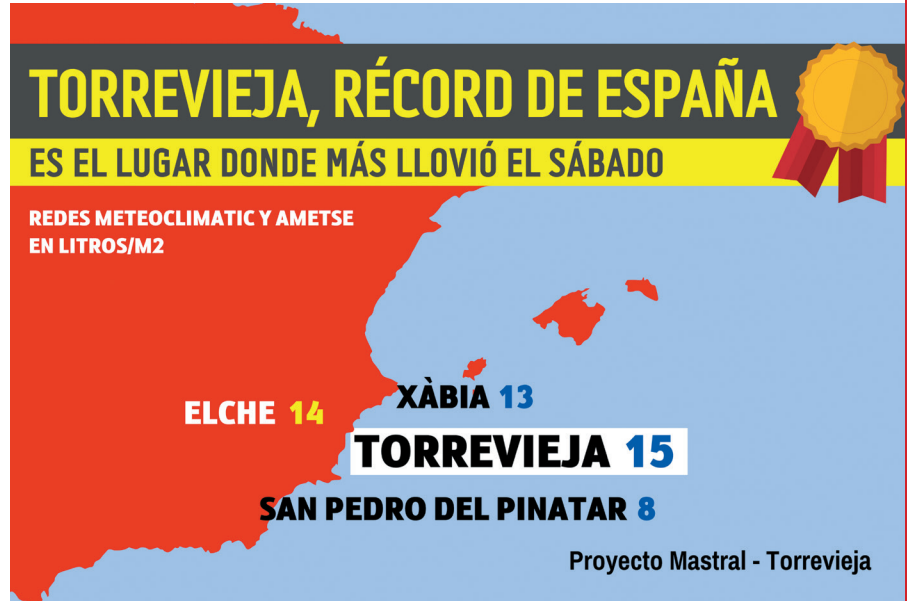 TORREVIEJA, RÉCORD DE ESPAÑA
ES EL LUGAR DONDE MÁS LLOVIÓ EL SÁBADO
REDES METEOCLIMATIC Y AMETSE
EN LITROS/M2
XÀBIA 13
ELCHE 14
TORREVIEJA 15
SAN PEDRO DEL PINATAR 8
Proyecto Mastral - Torrevieja